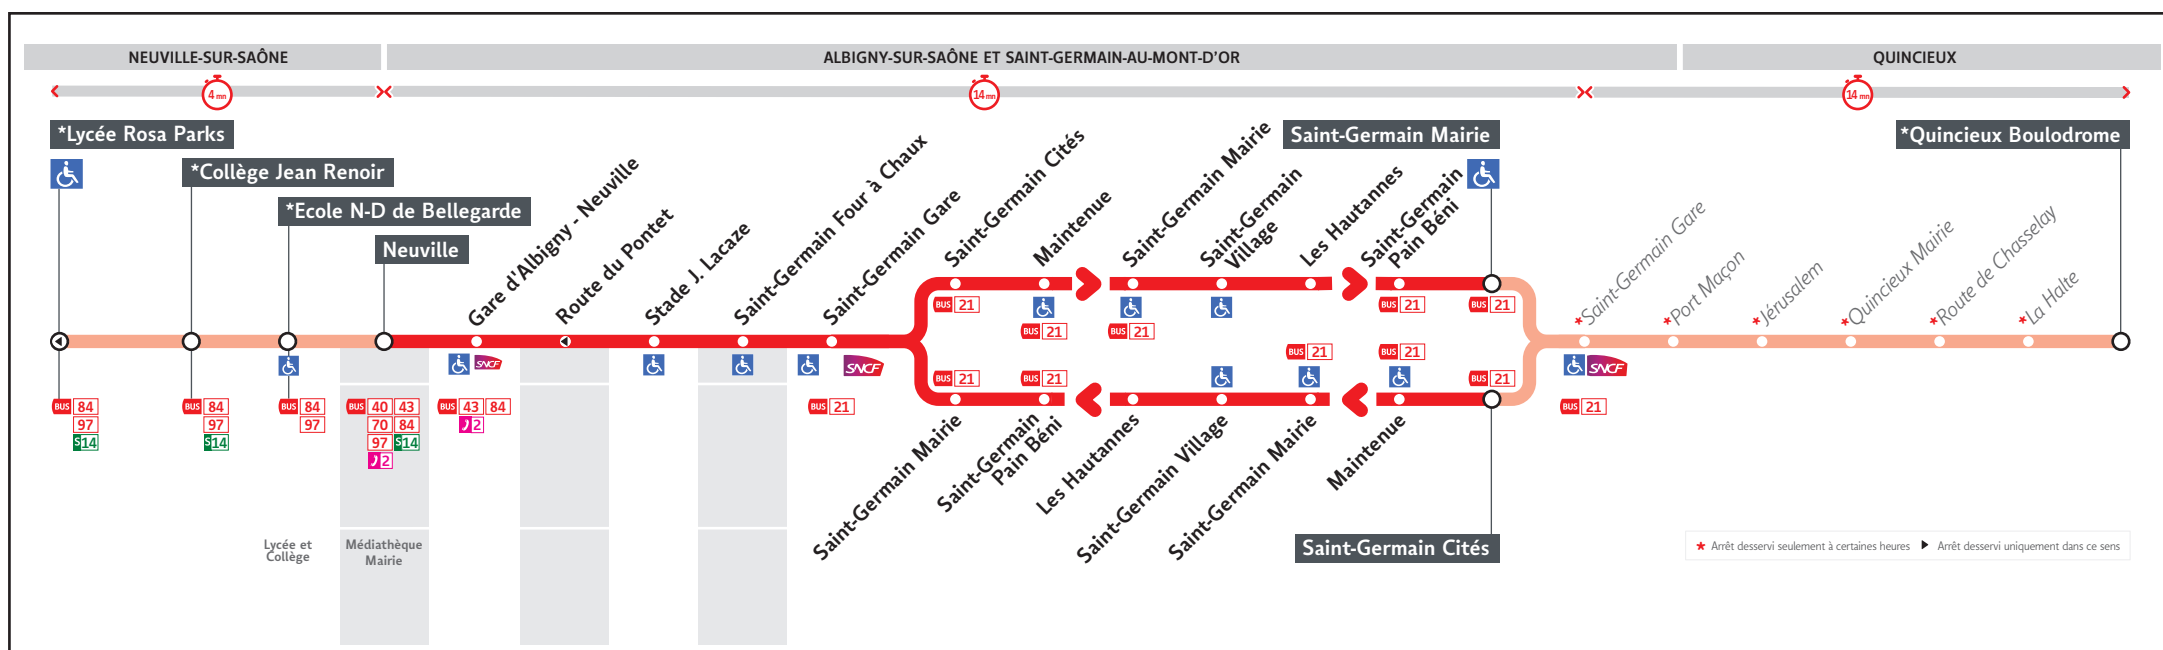 NEUVILLE-SUR-SAÔNE
ALBIGNY-SUR-SAÔNE ET SAINT-GERMAIN-AU-MONT-D'OR
QUINCIEUX
4 mn
14 mn
14 mn
*Lycée Rosa Parks
*Collège Jean Renoir
*Ecole N-D de Bellegarde
Neuville
Gare d'Albigny - Neuville
Route du Pontet
Stade J. Lacaze
Saint-Germain Four à Chaux
Saint-Germain Gare
Saint-Germain Cités
Maintenue
Saint-Germain Mairie
Saint-Germain
Village
Les Hautannes
Saint-Germain
Pain Béni
Saint-Germain Mairie
*Saint-Germain Gare
*Port Maçon
*Jérusalem
*Quincieux Mairie
*Route de Chasselay
*La Halte
*Quincieux Boulodrome
BUS 21
BUS 21
BUS 21
BUS 21
BUS 21
SNCF
SNCF
SNCF
BUS 21
BUS 21
BUS 21
BUS 21
BUS 21
BUS 84
97
S14
BUS 84
97
S14
BUS 84
97
BUS 40 43
70 84
97 S14
2
BUS 43 84
2
BUS 21
BUS 21
Saint-Germain Mairie
Saint-Germain
Pain Béni
Les Hautannes
Saint-Germain Village
Saint-Germain Mairie
Maintenue
Saint-Germain Cités
Lycée et
Collège
Médiathèque
Mairie
* Arrêt desservi seulement à certaines heures Arrêt desservi uniquement dans ce sens